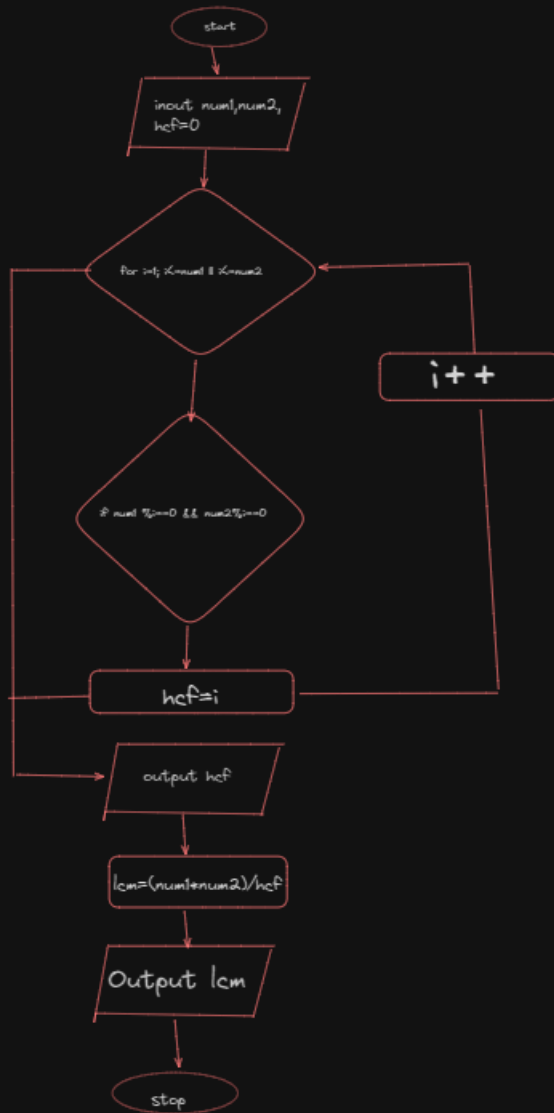 start
inout num1,num2,
hcf=0
for i=1; i<=num1 || i<=num2
i++
if num1 %i==0 && num2%i==0
hcf=i
output hcf
lcm=(num1*num2)/hcf
Output lcm
stop